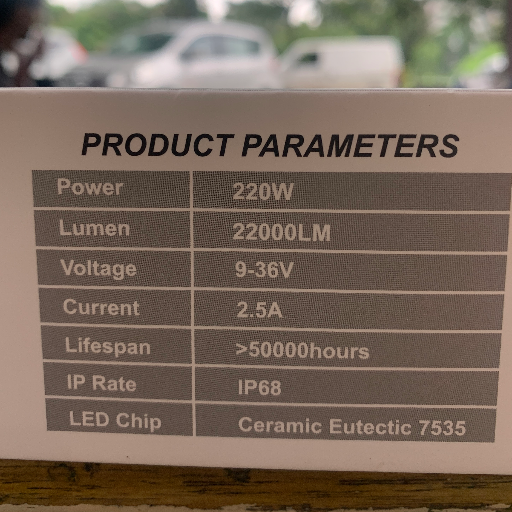 PRODUCT PARAMETERS
Power 220W
Lumen 22000LM
Voltage 9-36V
Current 2.5A
Lifespan >50000hours
IP Rate IP68
LED Chip Ceramic Eutectic 7535